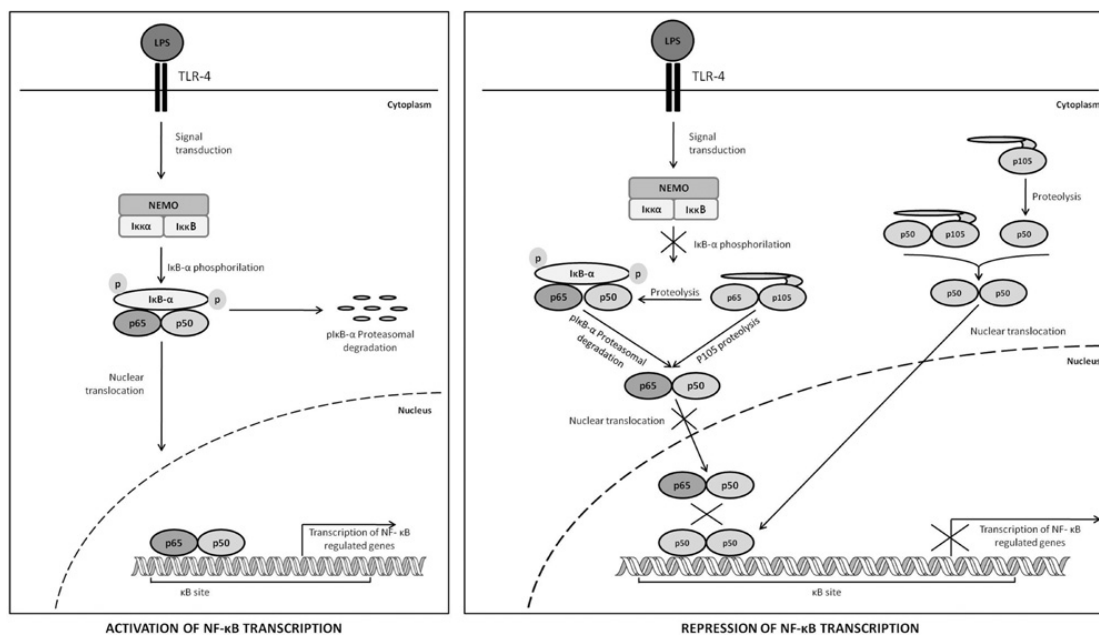 LPS
TLR-4
Cytoplasm
Signal
transduction
NEMO
Iκκα
IκκB
IκB-α phosphorilation
p
IκB-α
p
p65
p50
pIκB-α Proteasomal
degradation
Nuclear
translocation
Nucleus
p65
p50
Transcription of NF- κB
regulated genes
κB site
ACTIVATION OF NF-κB TRANSCRIPTION
LPS
TLR-4
Cytoplasm
Signal
transduction
p105
NEMO
Iκκα
IκκB
Proteolysis
p50
p105
p50
IκB-α phosphorilation
p
IκB-α
p
p65
p50
Proteolysis
p65
p105
p50
p50
pIκB-α Proteasomal
degradation
P105 proteolysis
Nuclear translocation
Nucleus
p65
p50
Nuclear translocation
p65
p50
p50
p50
Transcription of NF- κB
regulated genes
κB site
REPRESSION OF NF-κB TRANSCRIPTION